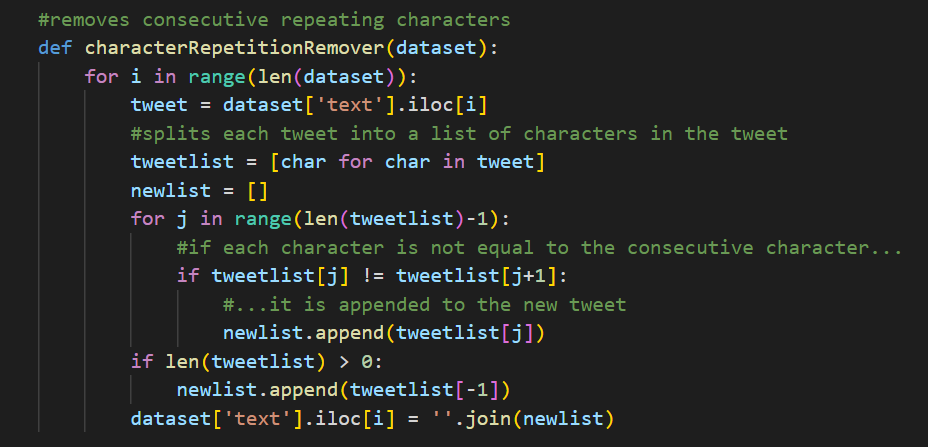 #removes consecutive repeating characters
def characterRepetitionRemover(dataset):
    for i in range(len(dataset)):
        tweet = dataset['text'].iloc[i]
        #splits each tweet into a list of characters in the tweet
        tweetlist = [char for char in tweet]
        newlist = []
        for j in range(len(tweetlist)-1):
            #if each character is not equal to the consecutive character...
            if tweetlist[j] != tweetlist[j+1]:
                #...it is appended to the new tweet
                newlist.append(tweetlist[j])
        if len(tweetlist) > 0:
            newlist.append(tweetlist[-1])
        dataset['text'].iloc[i] = ''.join(newlist)